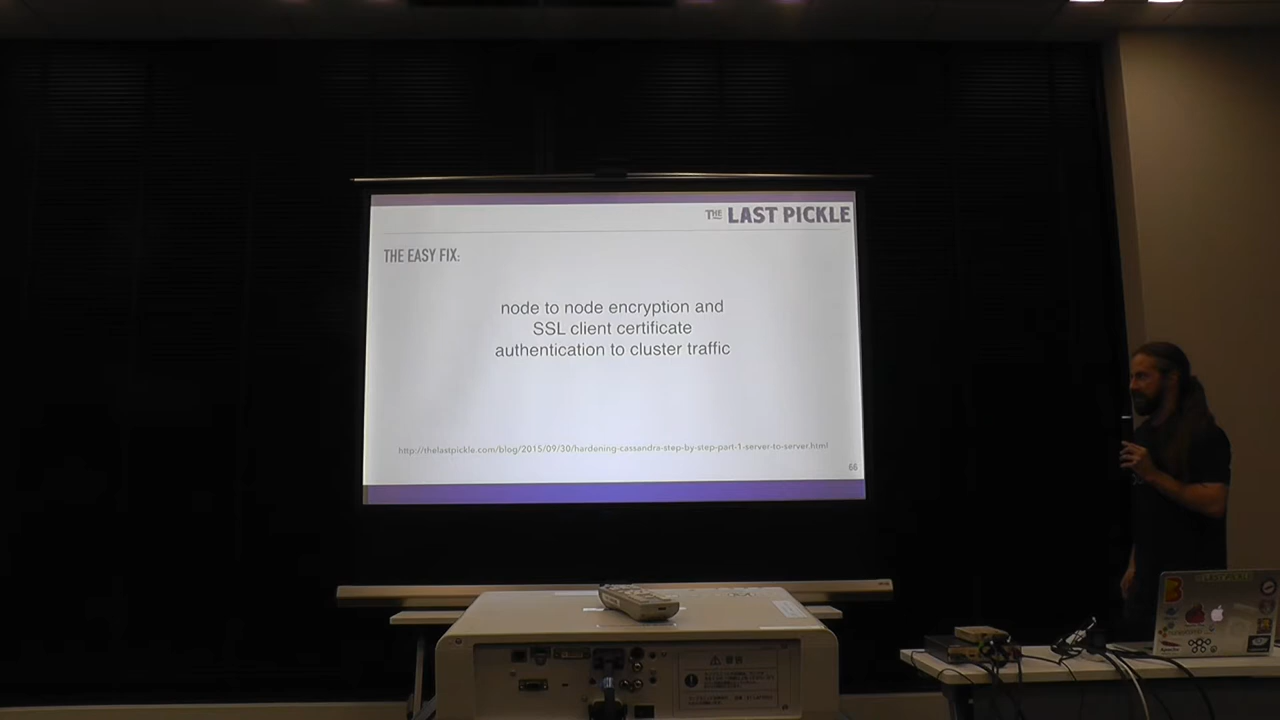 THE LAST PICKLE
THE EASY FIX:
node to node encryption and
SSL client certificate
authentication to cluster traffic
http://thelastpickle.com/blog/2015/09/30/hardening-cassandra-step-by-step-part-1-server-to-server.html
66